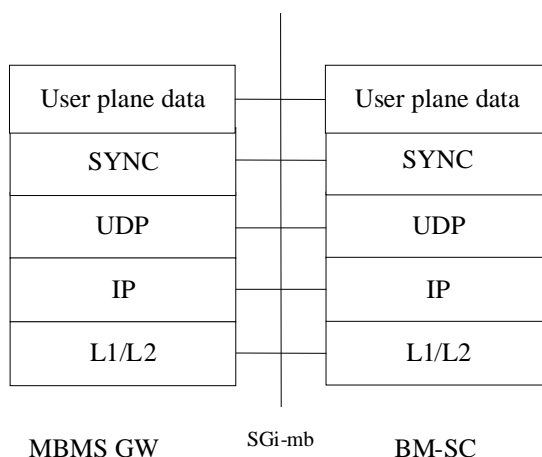 User plane data
User plane data
SYNC
SYNC
UDP
UDP
IP
IP
L1/L2
L1/L2
MBMS GW
SGi-mb
BM-SC